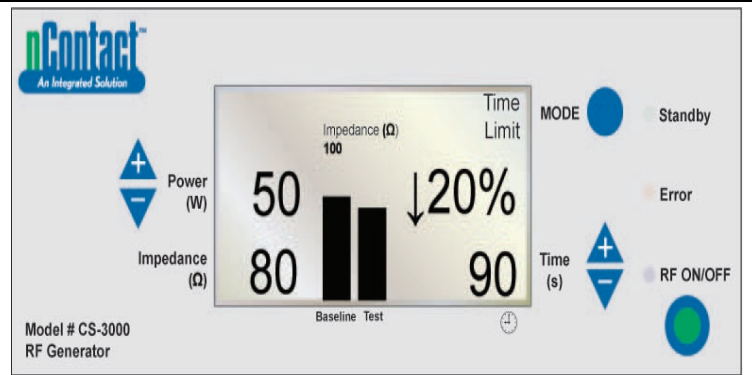 nContact™
An Integrated Solution
Time
Limit
Impedance (Ω)
100
MODE
Standby
Power
(W)
50
↓20%
Error
Impedance
(Ω)
80
90
Time
(s)
RF ON/OFF
Baseline Test
Model # CS-3000
RF Generator